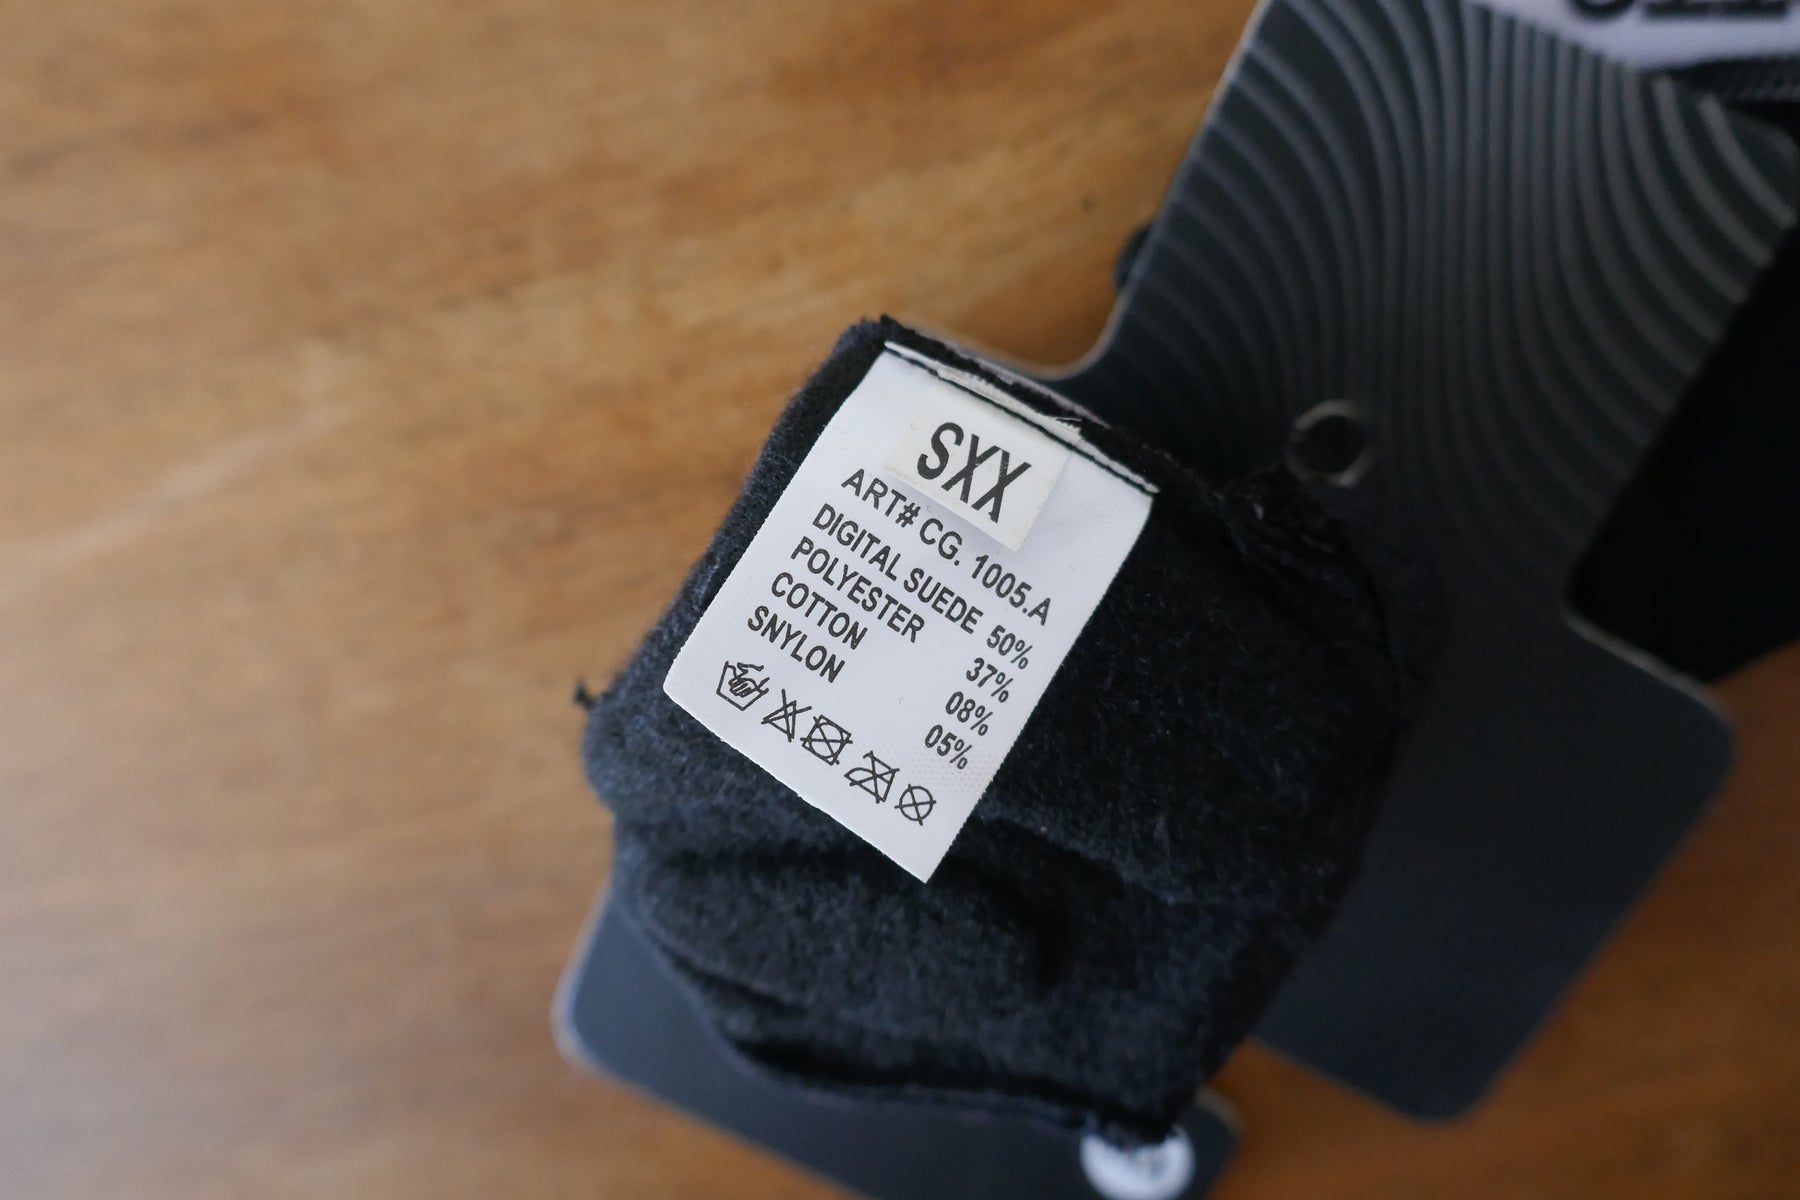 SXX
ART# CG. 1005.A
DIGITAL SUEDE 50%
POLYESTER 37%
COTTON 08%
SNYLON 05%